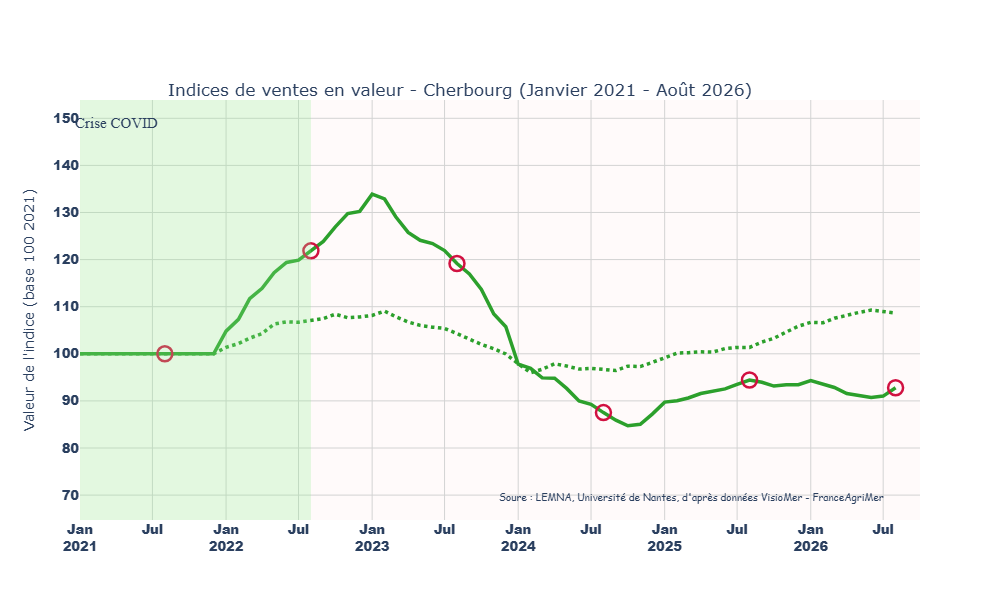 Indices de ventes en valeur - Cherbourg (Janvier 2021 - Août 2026)
Crise COVID
Valeur de l'indice (base 100 2021)
150
140
130
120
110
100
90
80
70
Soure : LEMNA, Université de Nantes, d'après données VisioMer - FranceAgriMer
Jan Jul Jan Jul Jan Jul Jan Jul Jan Jul Jan Jul
2021 2022 2023 2024 2025 2026